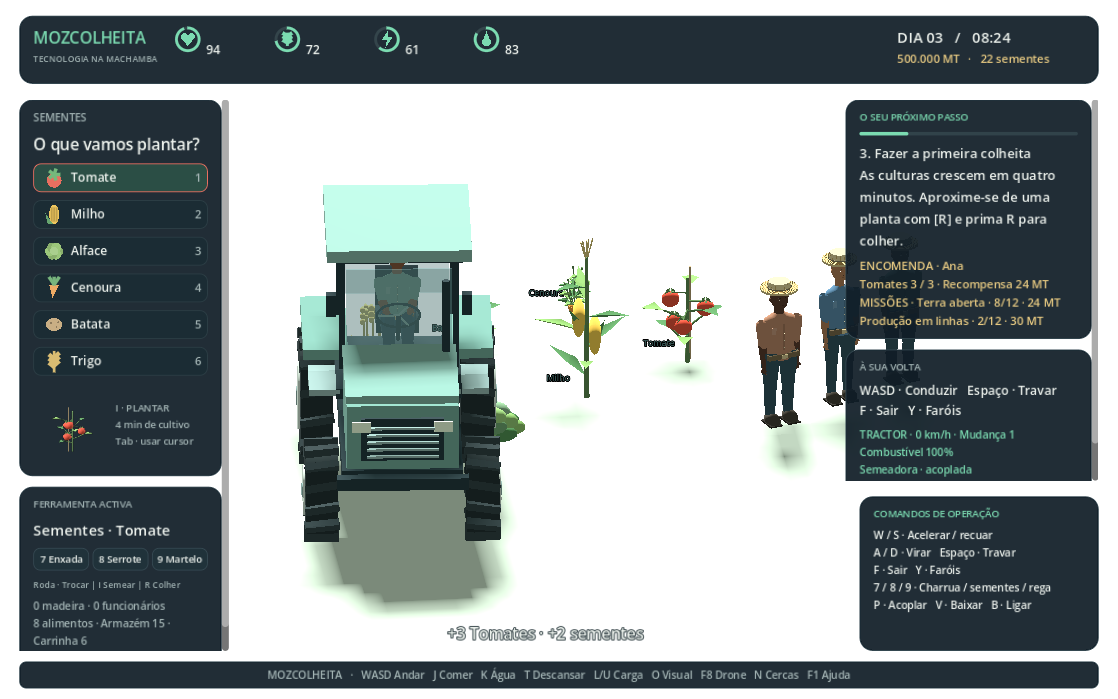 MOZCOLHEITA
TECNOLOGIA NA MACHAMBA
94
72
61
83
DIA 03 / 08:24
500.000 MT · 22 sementes
SEMENTES
O que vamos plantar?
Tomate 1
Milho 2
Alface 3
Cenoura 4
Batata 5
Trigo 6
I · PLANTAR
4 min de cultivo
Tab · usar cursor
FERRAMENTA ACTIVA
Sementes · Tomate
7 Enxada 8 Serrote 9 Martelo
Roda · Trocar | I Semear | R Colher
0 madeira · 0 funcionários
8 alimentos · Armazém 15 ·
Carrinha 6
Cenoura
Tomate
Milho
+3 Tomates · +2 sementes
O SEU PRÓXIMO PASSO
3. Fazer a primeira colheita
As culturas crescem em quatro
minutos. Aproxime-se de uma
planta com [R] e prima R para
colher.
ENCOMENDA · Ana
Tomates 3 / 3 · Recompensa 24 MT
MISSÕES · Terra aberta · 8/12 · 24 MT
Produção em linhas · 2/12 · 30 MT
À SUA VOLTA
WASD · Conduzir Espaço · Travar
F · Sair Y · Faróis
TRACTOR · 0 km/h · Mudança 1
Combustível 100%
Semeadora · acoplada
COMANDOS DE OPERAÇÃO
W / S · Acelerar / recuar
A / D · Virar Espaço · Travar
F · Sair Y · Faróis
7 / 8 / 9 · Charrua / sementes / rega
P · Acoplar V · Baixar B · Ligar
MOZCOLHEITA · WASD Andar J Comer K Água T Descansar L/U Carga O Visual F8 Drone N Cercas F1 Ajuda